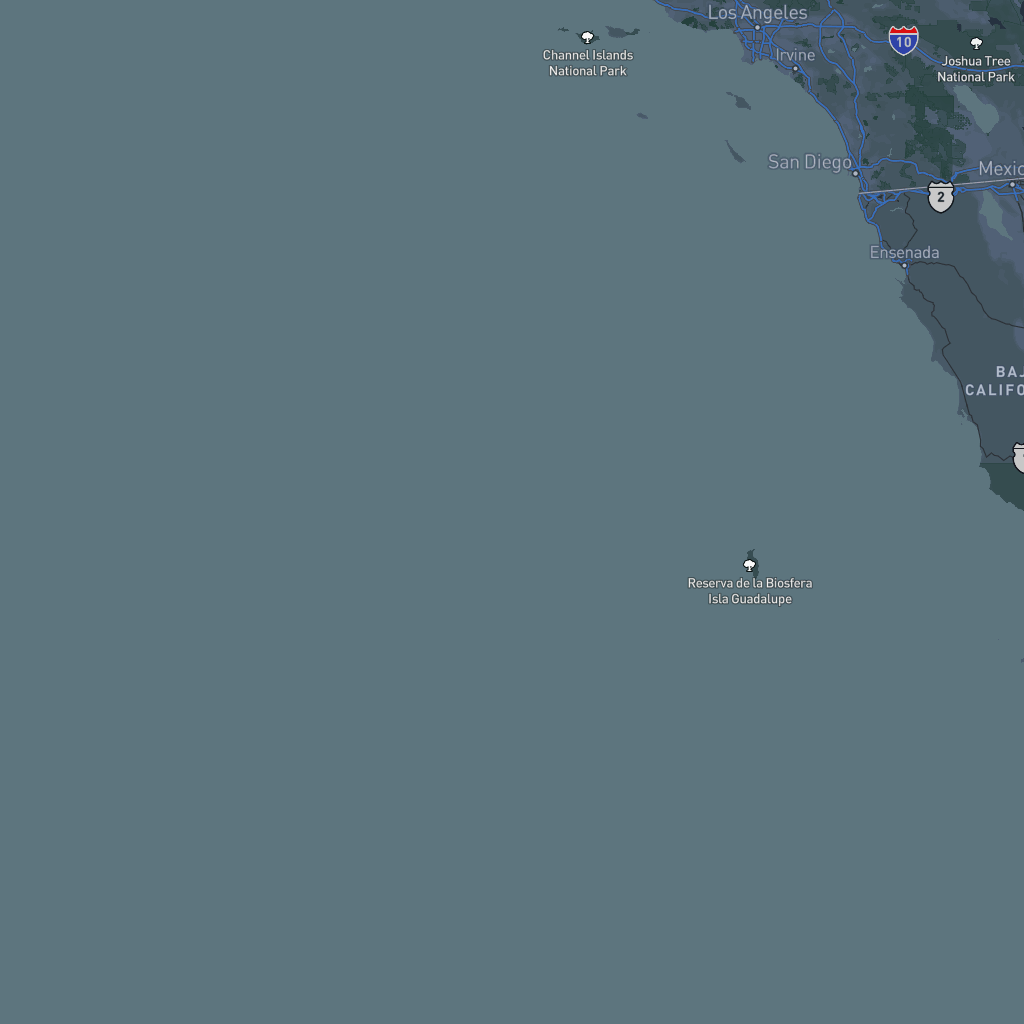 Los Angeles
10
Channel Islands
National Park
Irvine
Joshua Tree
National Park
San Diego
Mexic
2
Ensenada
BAJ
CALIFO
Reserva de la Biosfera
Isla Guadalupe